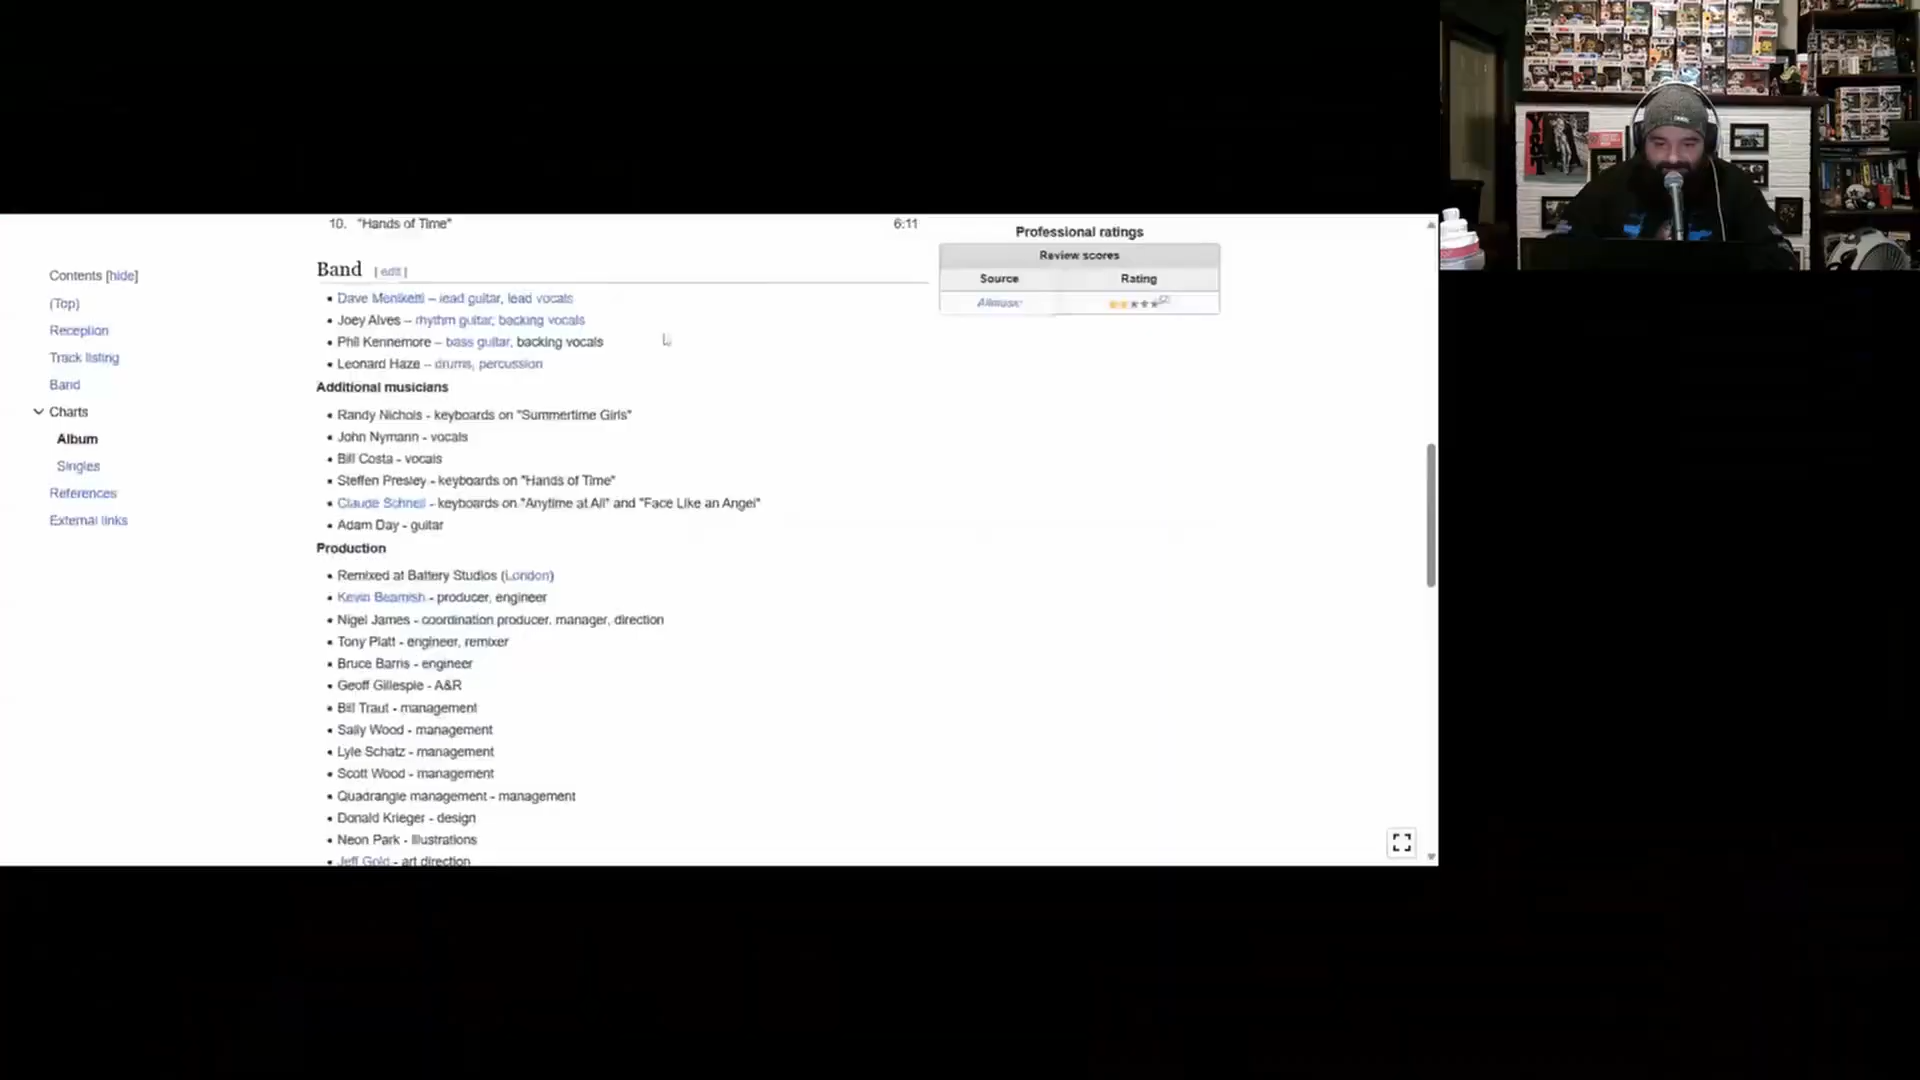 10. "Hands of Time" 6:11
Professional ratings
Review scores
Source Rating
Allmusic [2]
Contents [hide]
(Top)
Reception
Track listing
Band
Charts
Album
Singles
References
External links
Band [ edit ]
Dave Meniketti – lead guitar, lead vocals
Joey Alves – rhythm guitar, backing vocals
Phil Kennemore – bass guitar, backing vocals
Leonard Haze – drums, percussion
Additional musicians
Randy Nichols - keyboards on "Summertime Girls"
John Nymann - vocals
Bill Costa - vocals
Steffen Presley - keyboards on "Hands of Time"
Claude Schnell - keyboards on "Anytime at All" and "Face Like an Angel"
Adam Day - guitar
Production
Remixed at Battery Studios (London)
Kevin Beamish - producer, engineer
Nigel James - coordination producer, manager, direction
Tony Platt - engineer, remixer
Bruce Barris - engineer
Geoff Gillespie - A&R
Bill Traut - management
Sally Wood - management
Lyle Schatz - management
Scott Wood - management
Quadrangle management - management
Donald Krieger - design
Neon Park - Illustrations
Jeff Gold - art direction
Y&T